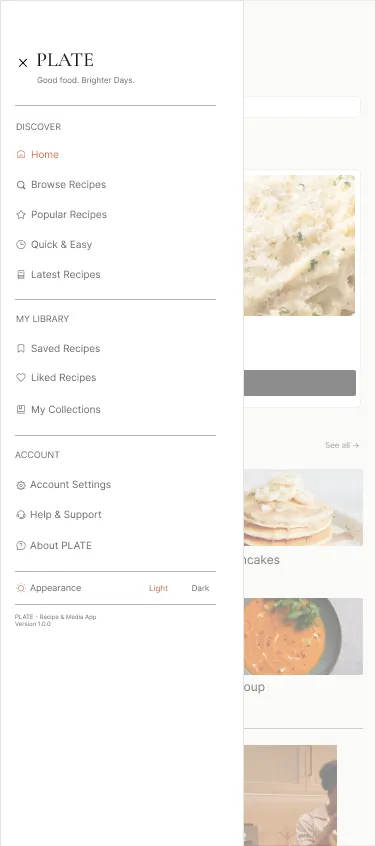 PLATE
Good food. Brighter Days.
DISCOVER
Home
Browse Recipes
Popular Recipes
Quick & Easy
Latest Recipes
MY LIBRARY
Saved Recipes
Liked Recipes
My Collections
ACCOUNT
Account Settings
Help & Support
About PLATE
Appearance Light Dark
PLATE - Recipe & Media App
Version 1.0.0
See all →
ncakes
oup